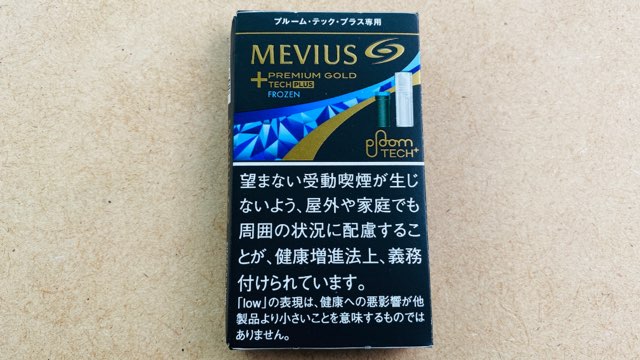 プルーム・テック・プラス専用
MEVIUS
+PREMIUM GOLD
TECH PLUS
FROZEN
ploom
TECH+
望まない受動喫煙が生じ
ないよう、屋外や家庭でも
周囲の状況に配慮するこ
とが、健康増進法上、義務
付けられています。
「low」の表現は、健康への悪影響が他
製品より小さいことを意味するものでは
ありません。